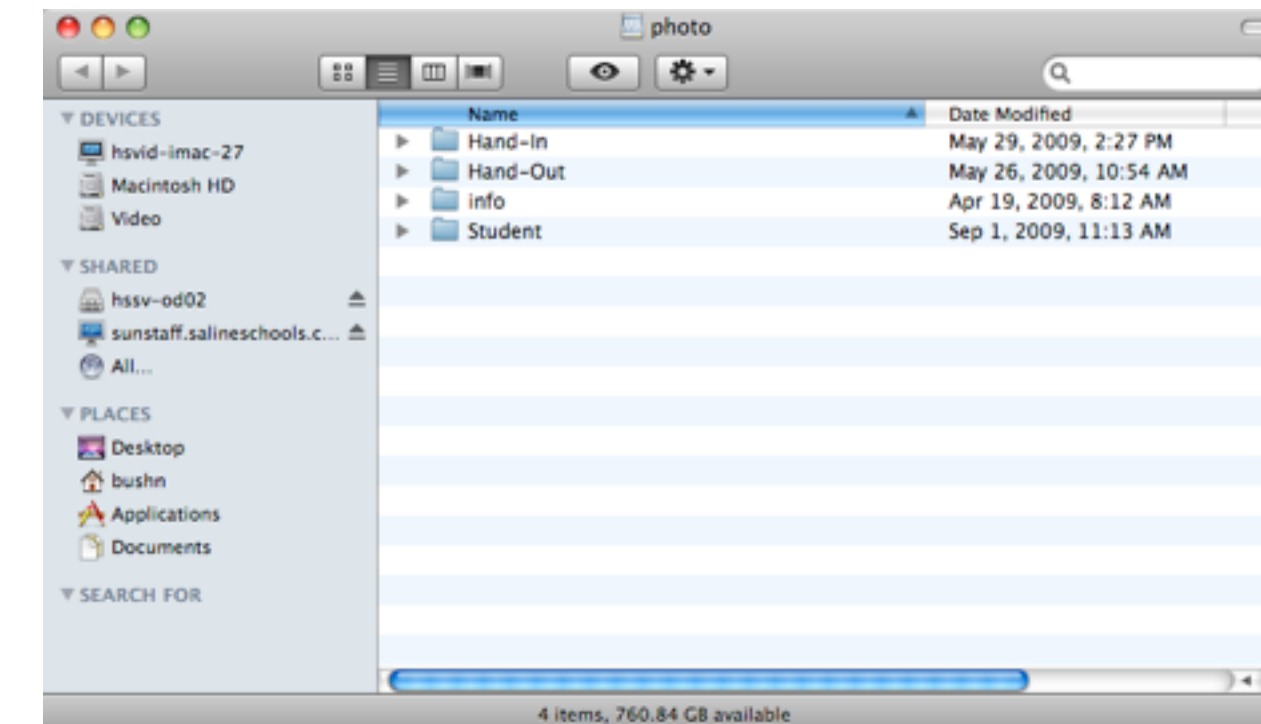 photo
DEVICES
hsvid-imac-27
Macintosh HD
Video
SHARED
hssv-od02
sunstaff.salineschools.c...
All...
PLACES
Desktop
bushn
Applications
Documents
SEARCH FOR
Name Date Modified
Hand-In May 29, 2009, 2:27 PM
Hand-Out May 26, 2009, 10:54 AM
info Apr 19, 2009, 8:12 AM
Student Sep 1, 2009, 11:13 AM
4 items, 760.84 GB available